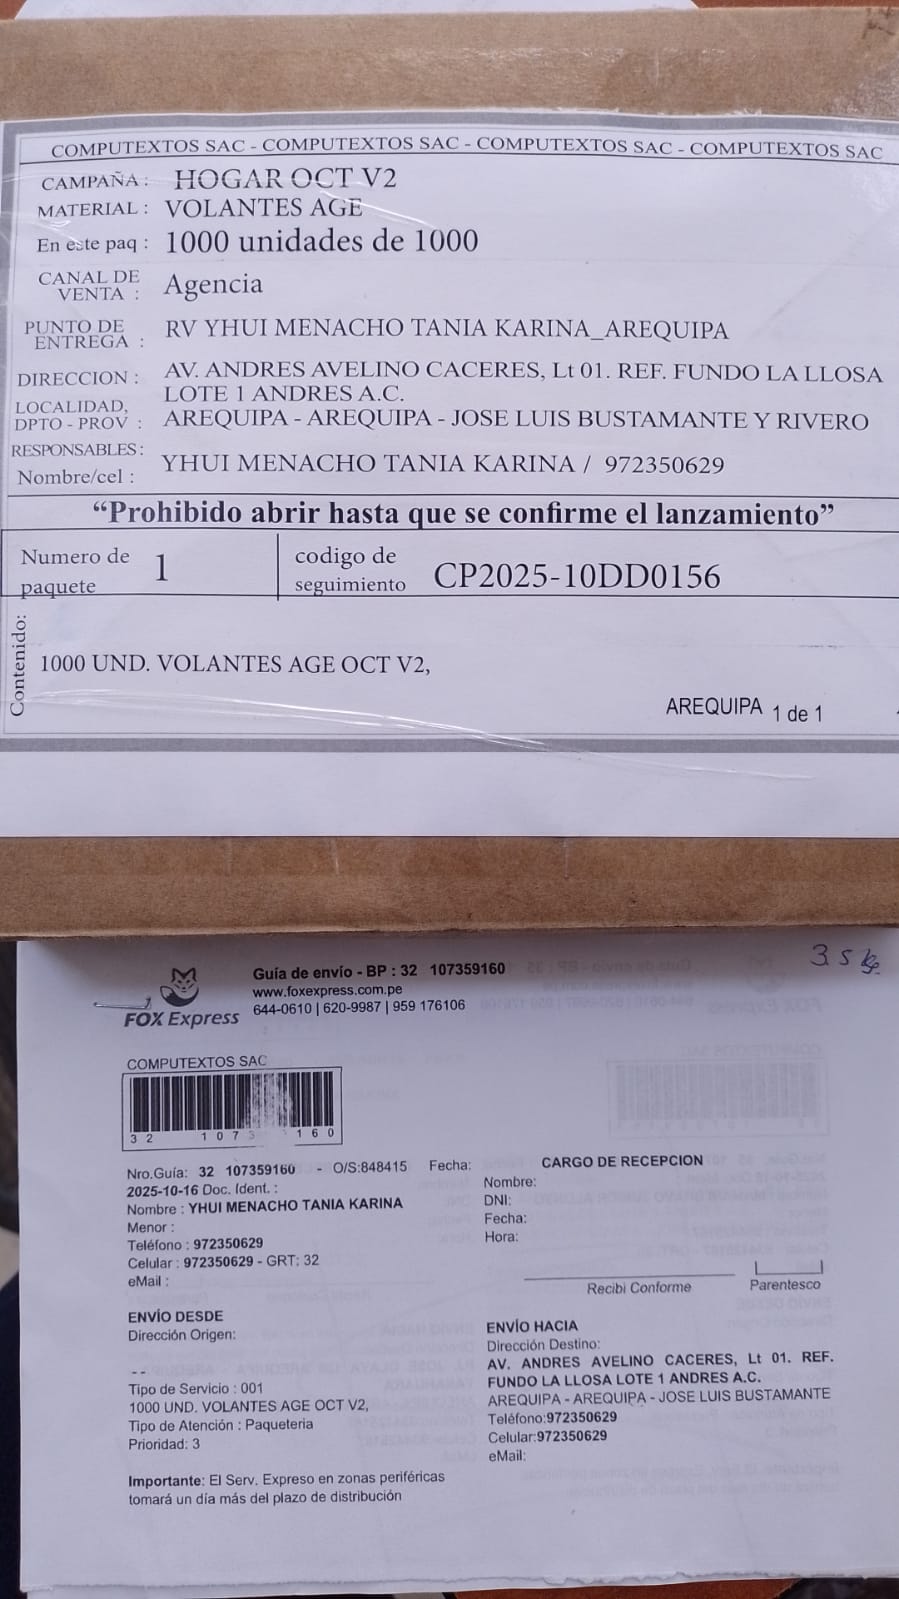 COMPUTEXTOS SAC - COMPUTEXTOS SAC - COMPUTEXTOS SAC - COMPUTEXTOS SAC
CAMPAÑA : HOGAR OCT V2
MATERIAL : VOLANTES AGE
En este paq : 1000 unidades de 1000
CANAL DE VENTA : Agencia
PUNTO DE ENTREGA : RV YHUI MENACHO TANIA KARINA_AREQUIPA
DIRECCION : AV. ANDRES AVELINO CACERES, Lt 01. REF. FUNDO LA LLOSA
LOTE 1 ANDRES A.C.
LOCALIDAD, DPTO - PROV : AREQUIPA - AREQUIPA - JOSE LUIS BUSTAMANTE Y RIVERO
RESPONSABLES :
Nombre/cel : YHUI MENACHO TANIA KARINA / 972350629
“Prohibido abrir hasta que se confirme el lanzamiento”
Numero de paquete 1
codigo de seguimiento CP2025-10DD0156
Contenido:
1000 UND. VOLANTES AGE OCT V2,
AREQUIPA 1 de 1
3.5 kg
Guía de envío - BP : 32 107359160
www.foxexpress.com.pe
644-0610 | 620-9987 | 959 176106
FOX Express
COMPUTEXTOS SAC
32 1073 160
Nro.Guía: 32 107359160 - O/S:848415 Fecha:
2025-10-16 Doc. Ident. :
Nombre : YHUI MENACHO TANIA KARINA
Menor :
Teléfono : 972350629
Celular : 972350629 - GRT: 32
eMail :
CARGO DE RECEPCION
Nombre:
DNI:
Fecha:
Hora:
Recibi Conforme
Parentesco
ENVÍO DESDE
Dirección Origen:
--
Tipo de Servicio : 001
1000 UND. VOLANTES AGE OCT V2,
Tipo de Atención : Paqueteria
Prioridad: 3
ENVÍO HACIA
Dirección Destino:
AV. ANDRES AVELINO CACERES, Lt 01. REF.
FUNDO LA LLOSA LOTE 1 ANDRES A.C.
AREQUIPA - AREQUIPA - JOSE LUIS BUSTAMANTE
Teléfono:972350629
Celular:972350629
eMail:
Importante: El Serv. Expreso en zonas periféricas
tomará un día más del plazo de distribución